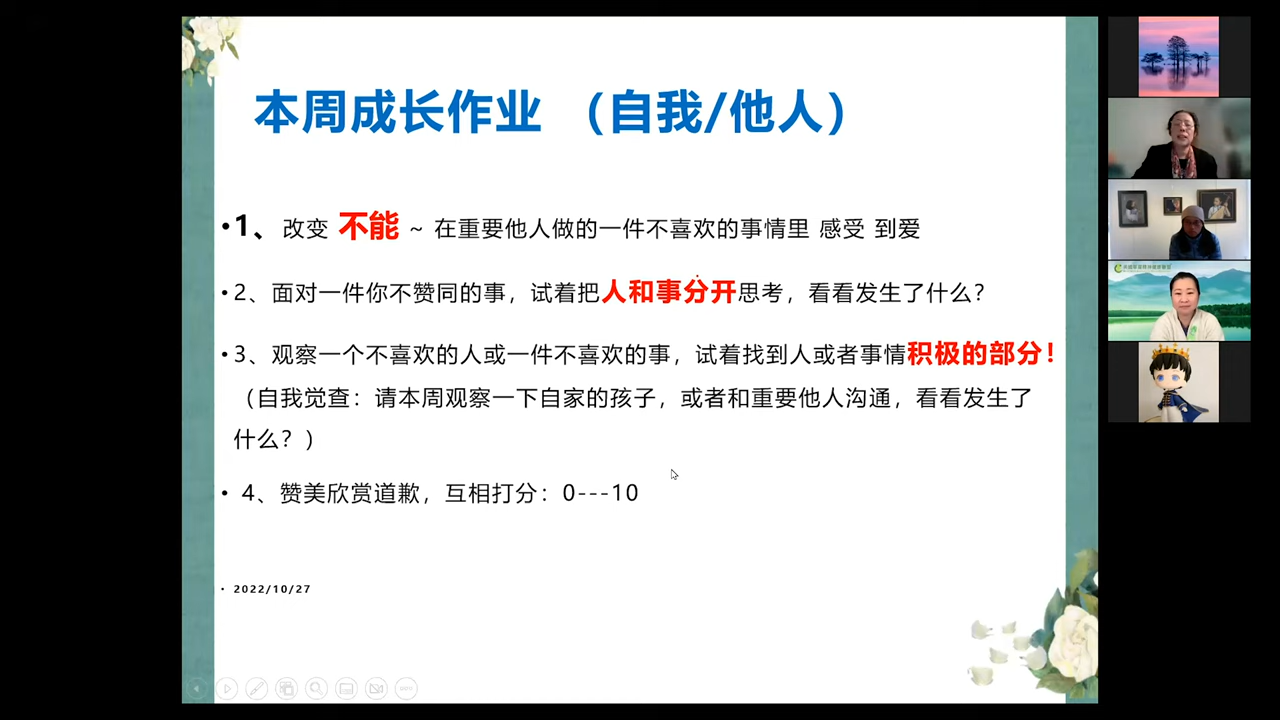 本周成长作业 （自我/他人）
•1、改变 不能 ~ 在重要他人做的一件不喜欢的事情里 感受 到爱
•2、面对一件你不赞同的事，试着把人和事分开思考，看看发生了什么？
•3、观察一个不喜欢的人或一件不喜欢的事，试着找到人或者事情积极的部分！
（自我觉查：请本周观察一下自家的孩子，或者和重要他人沟通，看看发生了
什么？）
• 4、赞美欣赏道歉，互相打分：0---10
• 2022/10/27